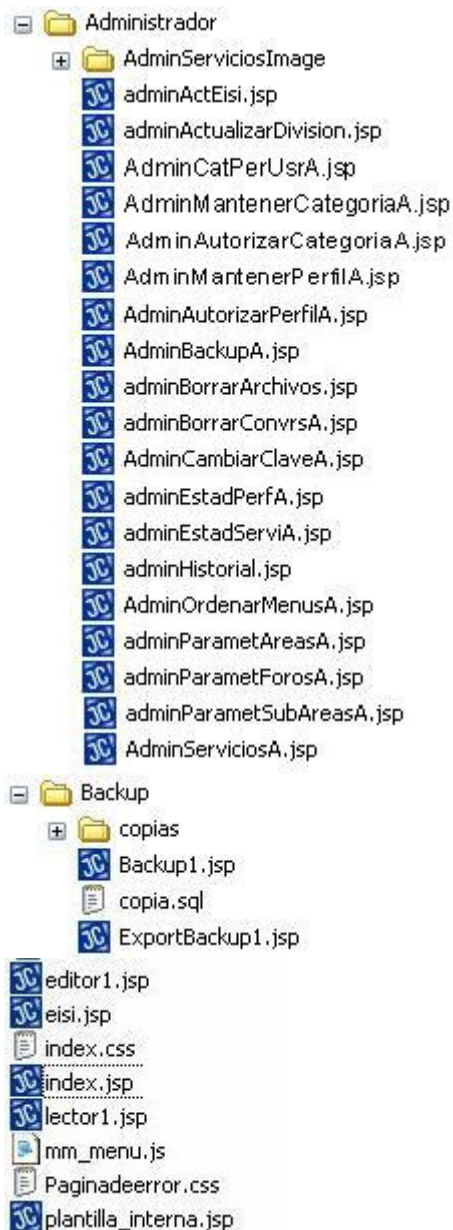 Administrador
AdminServiciosImage
adminActEisi.jsp
adminActualizarDivision.jsp
AdminCatPerUsrA.jsp
AdminMantenerCategoriaA.jsp
AdminAutorizarCategoriaA.jsp
AdminMantenerPerfilA.jsp
AdminAutorizarPerfilA.jsp
AdminBackupA.jsp
adminBorrarArchivos.jsp
adminBorrarConvrsA.jsp
AdminCambiarClaveA.jsp
adminEstadPerfA.jsp
adminEstadServiA.jsp
adminHistorial.jsp
AdminOrdenarMenusA.jsp
adminParametAreasA.jsp
adminParametForosA.jsp
adminParametSubAreasA.jsp
AdminServiciosA.jsp
Backup
copias
Backup1.jsp
copia.sql
ExportBackup1.jsp
editor1.jsp
eisi.jsp
index.css
index.jsp
lector1.jsp
mm_menu.js
Paginadeerror.css
plantilla_interna.jsp